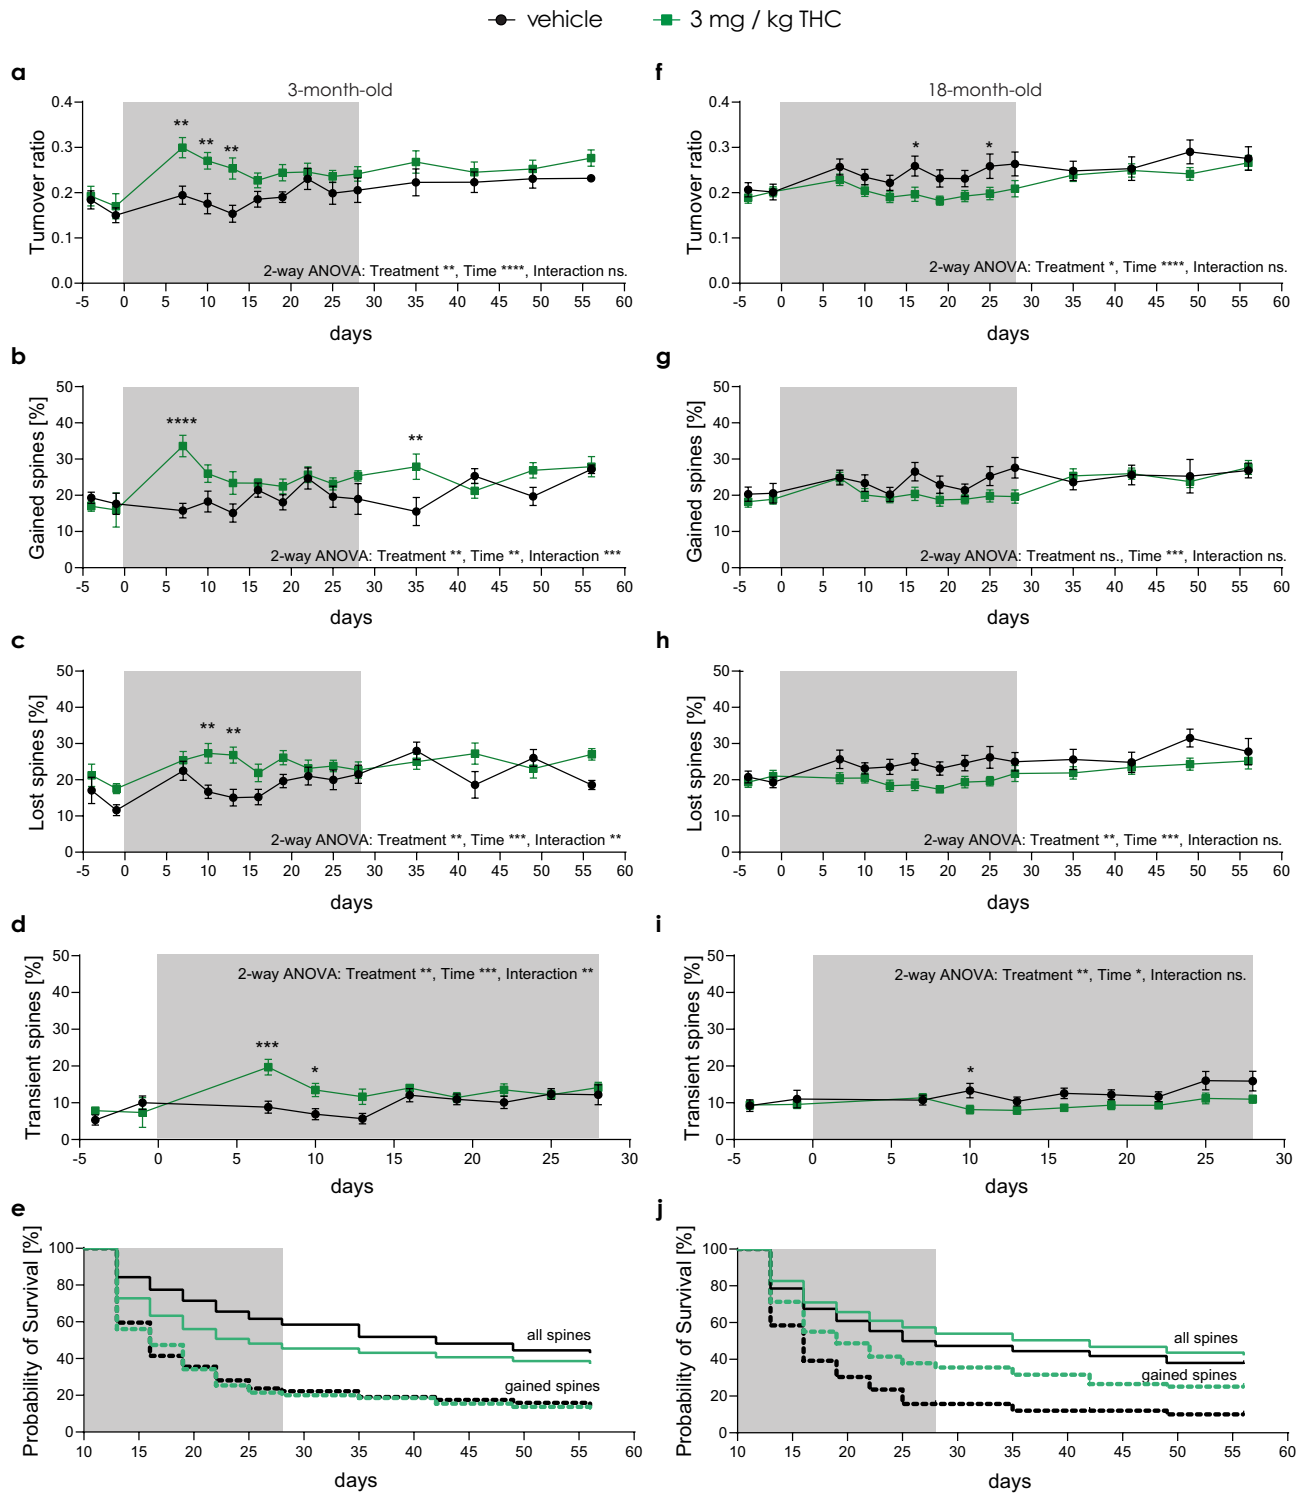 vehicle 3 mg / kg THC
a
3-month-old
Turnover ratio
0.4
0.3
0.2
0.1
0.0
** ** **
2-way ANOVA: Treatment **, Time ****, Interaction ns.
-5 0 5 10 15 20 25 30 35 40 45 50 55 60
days
f
18-month-old
Turnover ratio
0.4
0.3
0.2
0.1
0.0
* *
2-way ANOVA: Treatment *, Time ****, Interaction ns.
-5 0 5 10 15 20 25 30 35 40 45 50 55 60
days
b
Gained spines [%]
50
40
30
20
10
0
**** **
2-way ANOVA: Treatment **, Time **, Interaction ***
-5 0 5 10 15 20 25 30 35 40 45 50 55 60
days
g
Gained spines [%]
50
40
30
20
10
0
2-way ANOVA: Treatment ns., Time ***, Interaction ns.
-5 0 5 10 15 20 25 30 35 40 45 50 55 60
days
c
Lost spines [%]
50
40
30
20
10
0
** **
2-way ANOVA: Treatment **, Time ***, Interaction **
-5 0 5 10 15 20 25 30 35 40 45 50 55 60
days
h
Lost spines [%]
50
40
30
20
10
0
2-way ANOVA: Treatment **, Time ***, Interaction ns.
-5 0 5 10 15 20 25 30 35 40 45 50 55 60
days
d
Transient spines [%]
50
40
30
20
10
0
2-way ANOVA: Treatment **, Time ***, Interaction **
*** *
-5 0 5 10 15 20 25 30
days
i
Transient spines [%]
50
40
30
20
10
0
2-way ANOVA: Treatment **, Time *, Interaction ns.
*
-5 0 5 10 15 20 25 30
days
e
Probability of Survival [%]
100
80
60
40
20
0
all spines
gained spines
10 15 20 25 30 35 40 45 50 55 60
days
j
Probability of Survival [%]
100
80
60
40
20
0
all spines
gained spines
10 15 20 25 30 35 40 45 50 55 60
days